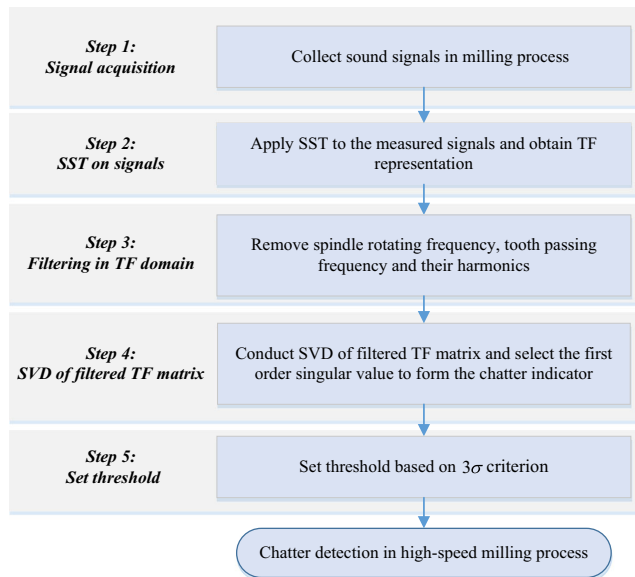 Step 1:
Signal acquisition
Collect sound signals in milling process
Step 2:
SST on signals
Apply SST to the measured signals and obtain TF
representation
Step 3:
Filtering in TF domain
Remove spindle rotating frequency, tooth passing
frequency and their harmonics
Step 4:
SVD of filtered TF matrix
Conduct SVD of filtered TF matrix and select the first
order singular value to form the chatter indicator
Step 5:
Set threshold
Set threshold based on 3σ criterion
Chatter detection in high-speed milling process